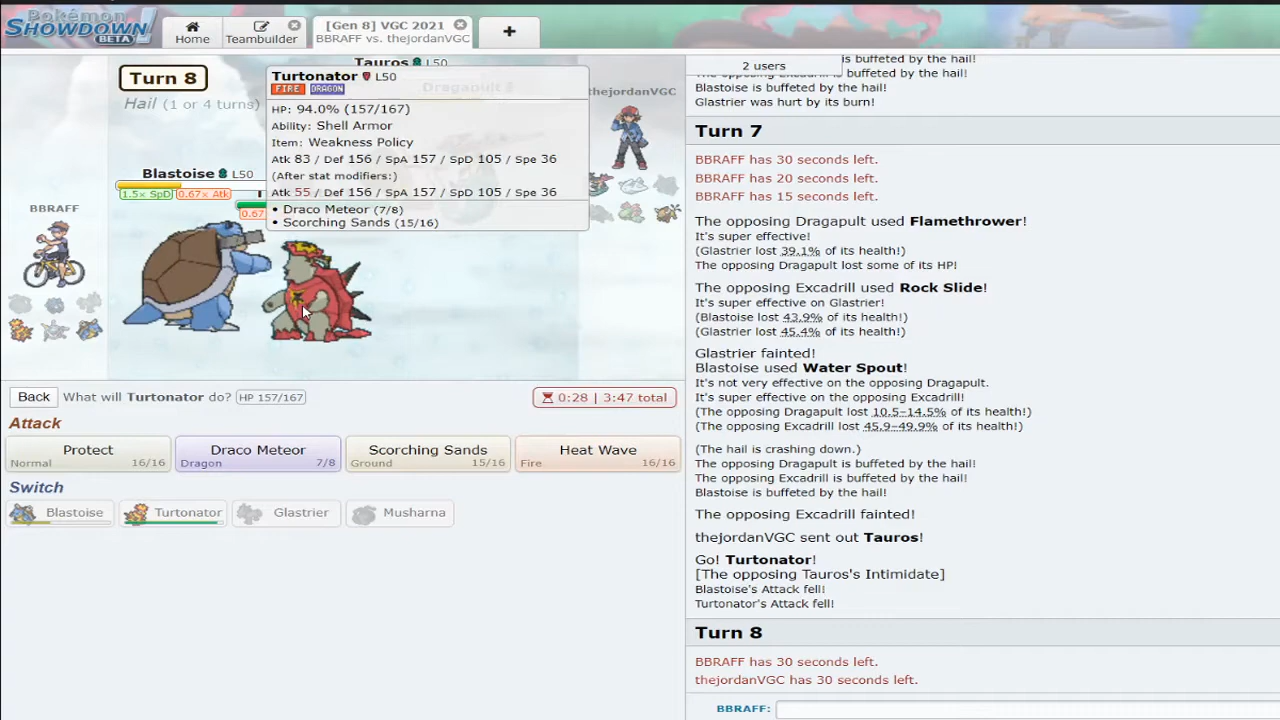 Pokémon
SHOWDOWN
BETA
Home
Teambuilder
[Gen 8] VGC 2021
BBRAFF vs. thejordanVGC
+
Turn 8
Hail (1 or 4 turns)
Tauros L50
Dragapult
thejordanVGC
Turtonator L50
FIRE DRAGON
HP: 94.0% (157/167)
Ability: Shell Armor
Item: Weakness Policy
Atk 83 / Def 156 / SpA 157 / SpD 105 / Spe 36
(After stat modifiers:)
Atk 55 / Def 156 / SpA 157 / SpD 105 / Spe 36
• Draco Meteor (7/8)
• Scorching Sands (15/16)
Blastoise L50
1.5× SpD 0.67× Atk
0.67
BBRAFF
Back
What will Turtonator do? HP 157/167
0:28 | 3:47 total
Attack
Protect
Normal 16/16
Draco Meteor
Dragon 7/8
Scorching Sands
Ground 15/16
Heat Wave
Fire 16/16
Switch
Blastoise
Turtonator
Glastrier
Musharna
2 users
buffeted by the hail!
Blastoise is buffeted by the hail!
Glastrier was hurt by its burn!
Turn 7
BBRAFF has 30 seconds left.
BBRAFF has 20 seconds left.
BBRAFF has 15 seconds left.
The opposing Dragapult used Flamethrower!
It's super effective!
(Glastrier lost 39.1% of its health!)
The opposing Dragapult lost some of its HP!
The opposing Excadrill used Rock Slide!
It's super effective on Glastrier!
(Blastoise lost 43.9% of its health!)
(Glastrier lost 45.4% of its health!)
Glastrier fainted!
Blastoise used Water Spout!
It's not very effective on the opposing Dragapult.
It's super effective on the opposing Excadrill!
(The opposing Dragapult lost 10.5–14.5% of its health!)
(The opposing Excadrill lost 45.9–49.9% of its health!)
(The hail is crashing down.)
The opposing Dragapult is buffeted by the hail!
The opposing Excadrill is buffeted by the hail!
Blastoise is buffeted by the hail!
The opposing Excadrill fainted!
thejordanVGC sent out Tauros!
Go! Turtonator!
[The opposing Tauros's Intimidate]
Blastoise's Attack fell!
Turtonator's Attack fell!
Turn 8
BBRAFF has 30 seconds left.
thejordanVGC has 30 seconds left.
BBRAFF: